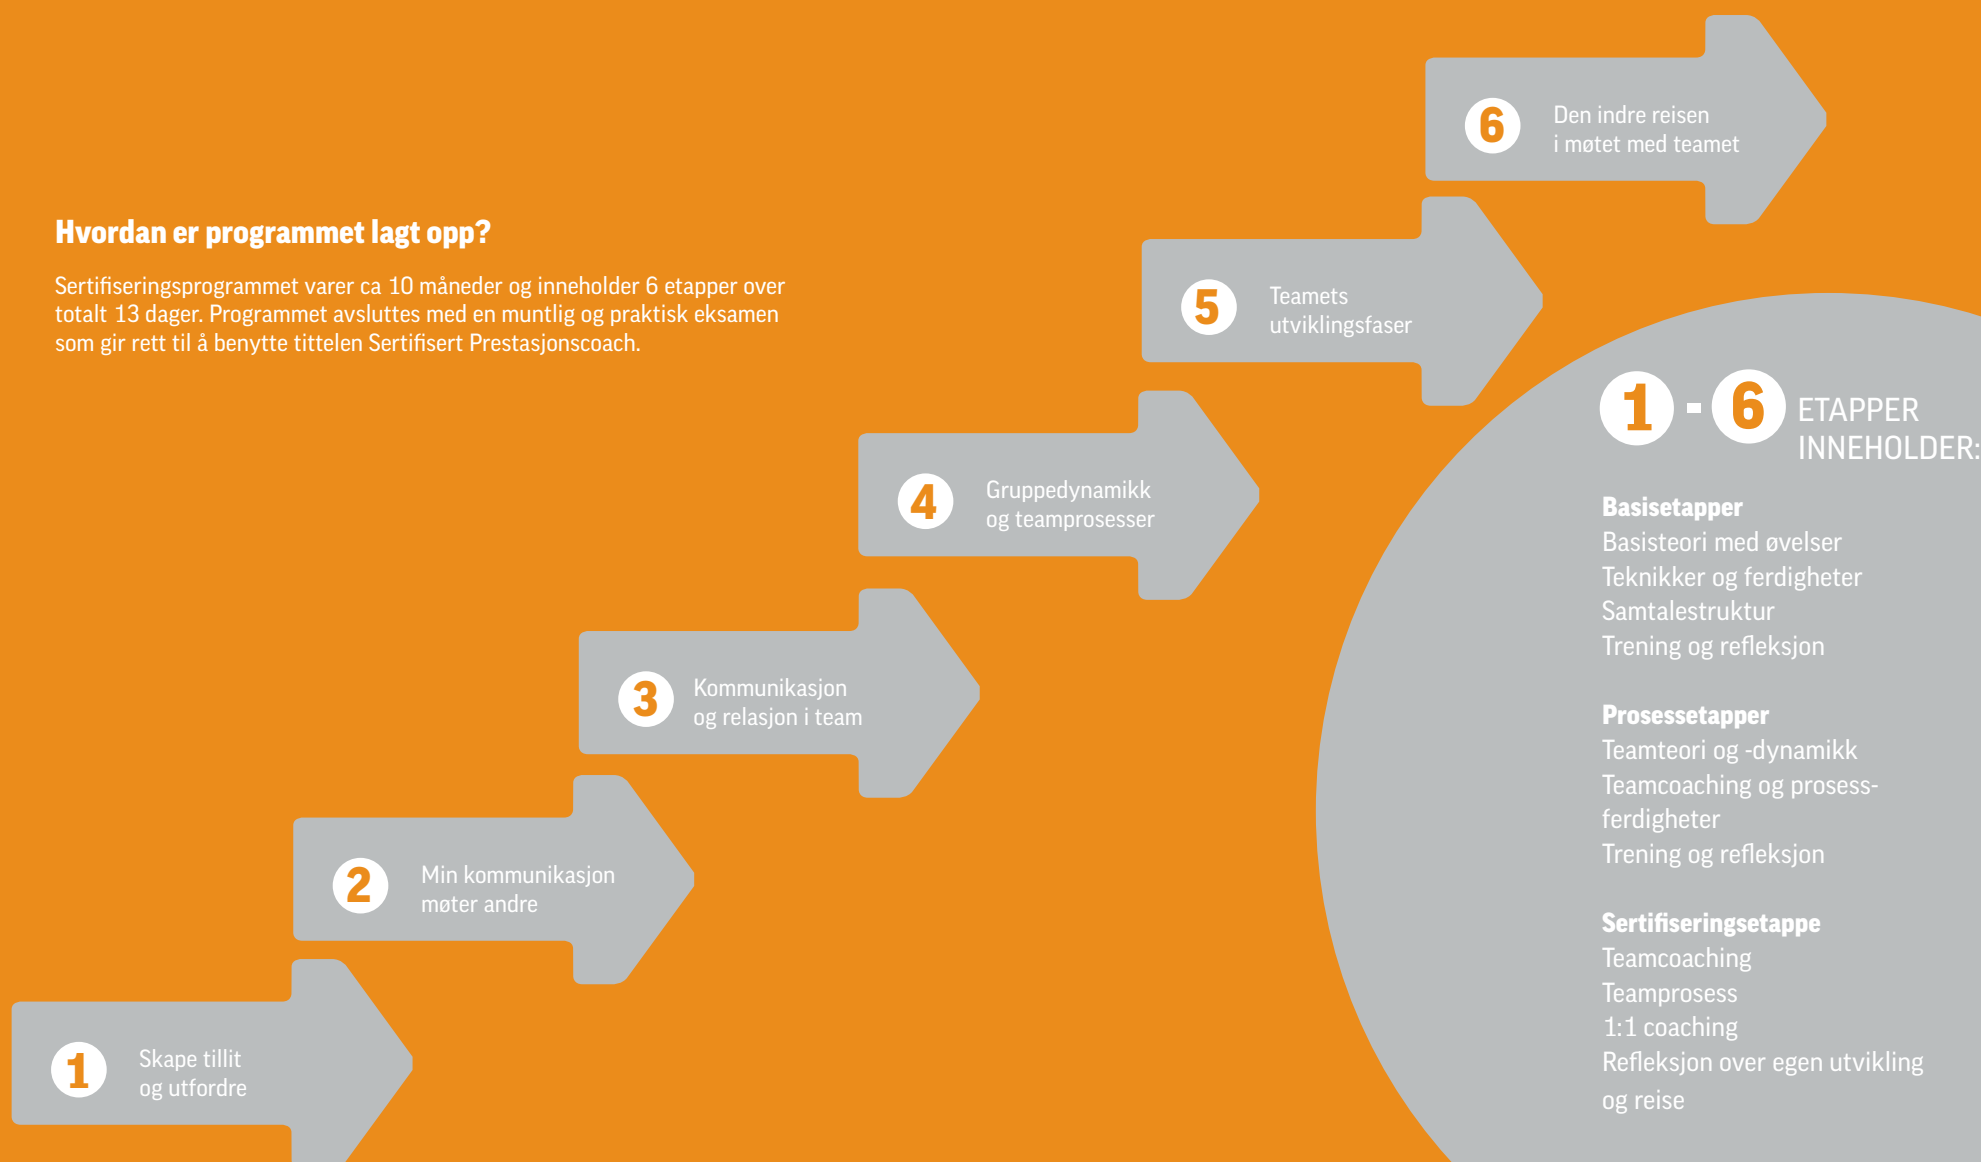 Hvordan er programmet lagt opp?
Sertifiseringsprogrammet varer ca 10 måneder og inneholder 6 etapper over
totalt 13 dager. Programmet avsluttes med en muntlig og praktisk eksamen
som gir rett til å benytte tittelen Sertifisert Prestasjonscoach.
1
Skape tillit
og utfordre
2
Min kommunikasjon
møter andre
3
Kommunikasjon
og relasjon i team
4
Gruppedynamikk
og teamprosesser
5
Teamets
utviklingsfaser
6
Den indre reisen
i møtet med teamet
1 - 6 ETAPPER
INNEHOLDER:
Basisetapper
Basisteori med øvelser
Teknikker og ferdigheter
Samtalestruktur
Trening og refleksjon
Prosessetapper
Teamteori og -dynamikk
Teamcoaching og prosess-
ferdigheter
Trening og refleksjon
Sertifiseringsetappe
Teamcoaching
Teamprosess
1:1 coaching
Refleksjon over egen utvikling
og reise